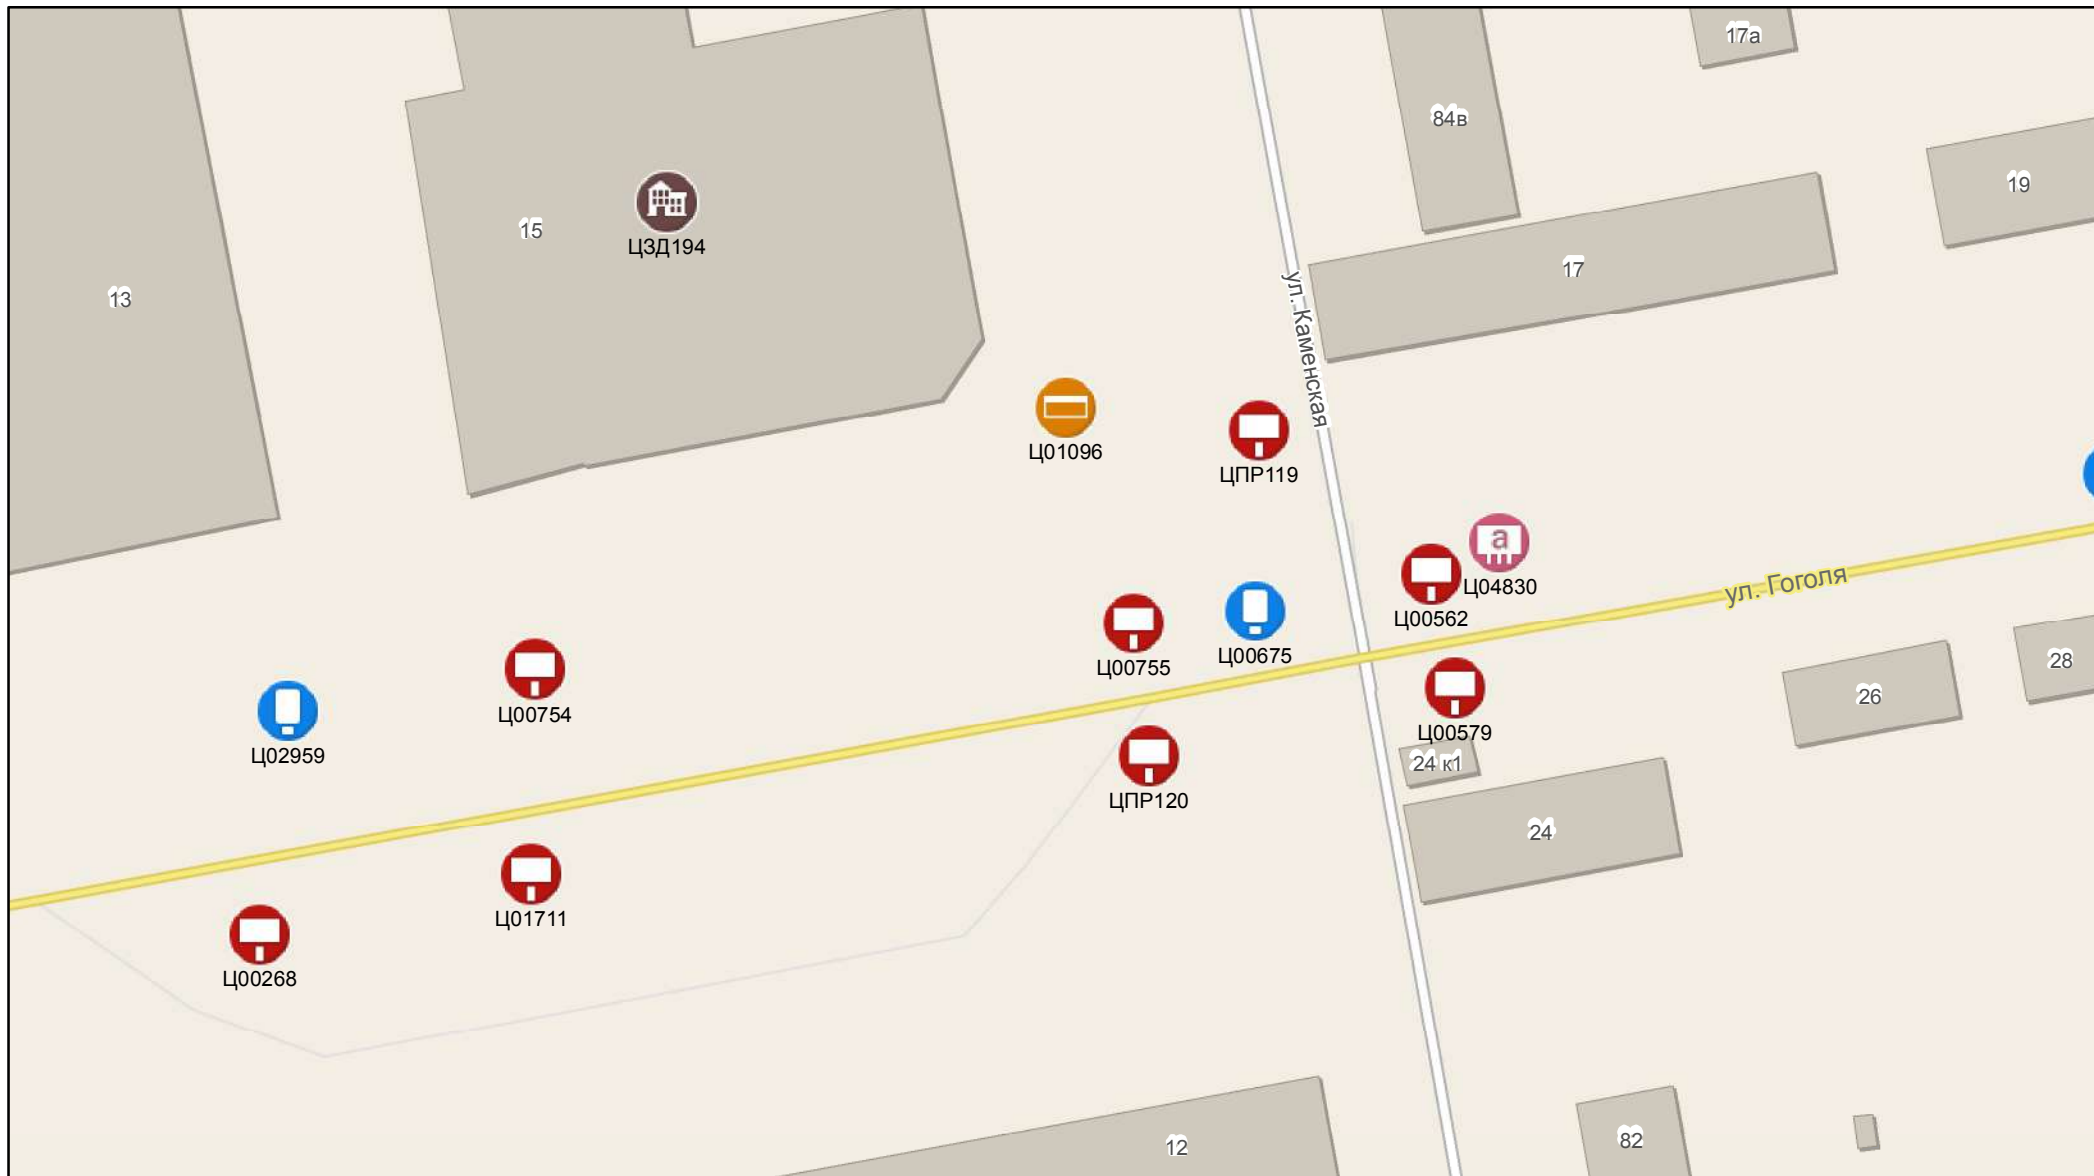 17а
84в
19
15
ЦЗД194
17
13
ул. Каменская
Ц01096
ЦПР119
а
Ц04830
Ц00562
ул. Гоголя
Ц00755
Ц00675
28
26
Ц00754
Ц02959
Ц00579
24 к1
ЦПР120
24
Ц01711
Ц00268
12
82